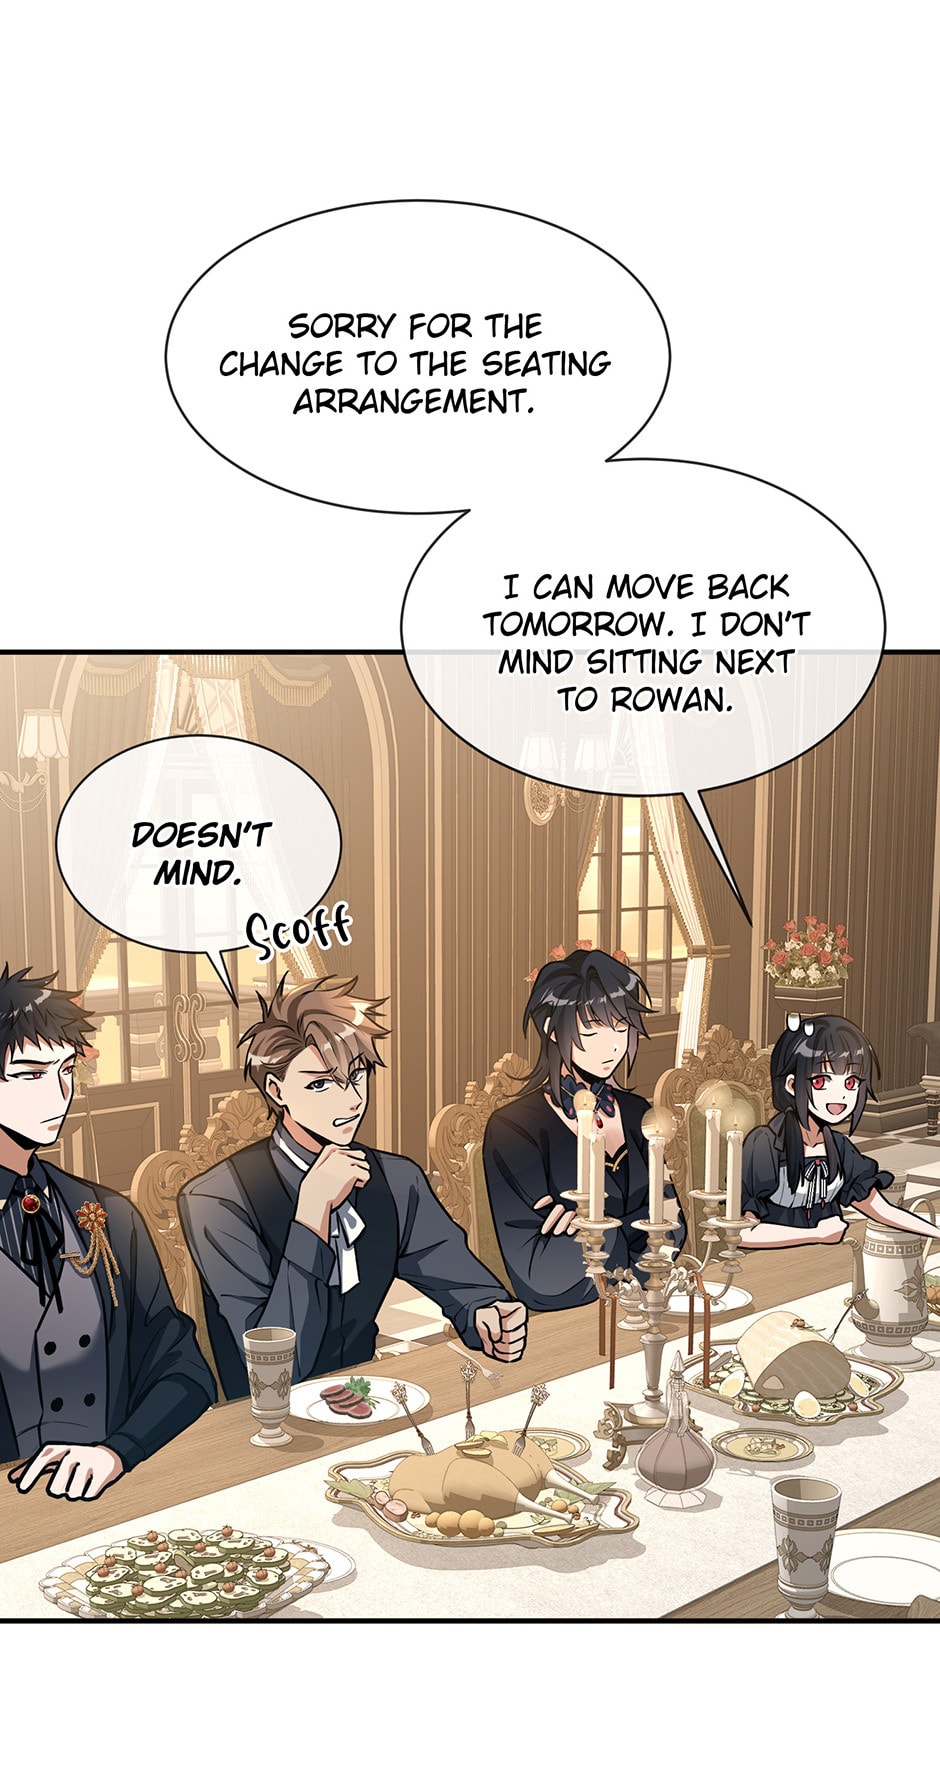 SORRY FOR THE
CHANGE TO THE SEATING
ARRANGEMENT.
I CAN MOVE BACK
TOMORROW. I DON'T
MIND SITTING NEXT
TO ROWAN.
DOESN'T
MIND.
Scoff